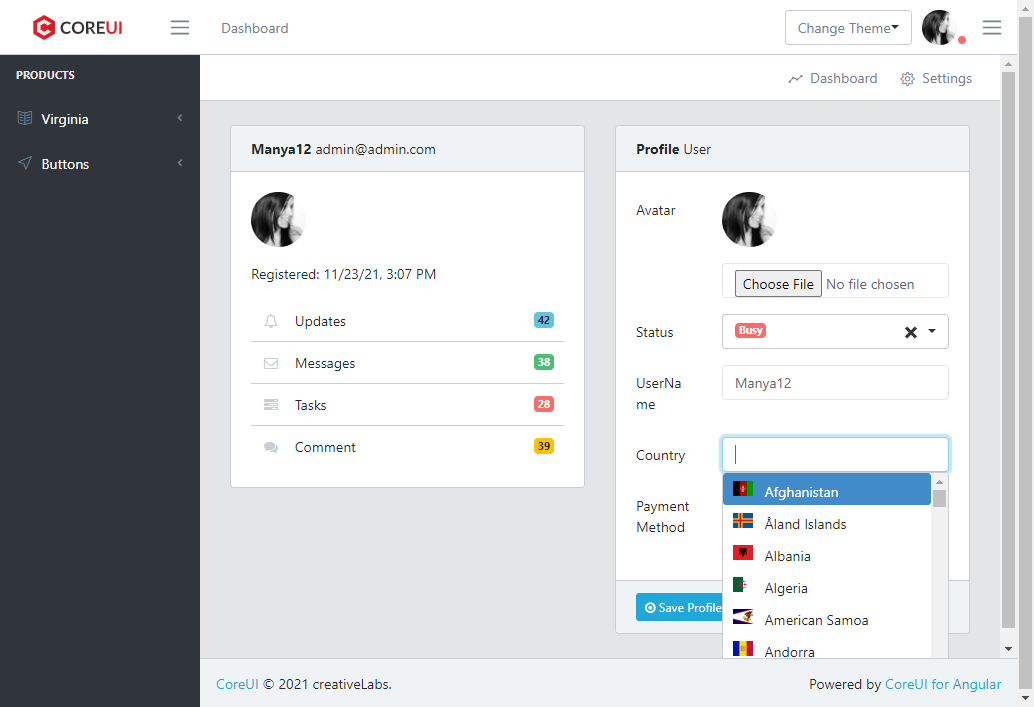 COREUI
Dashboard
Change Theme
PRODUCTS
Virginia
Buttons
Dashboard
Settings
Manya12 admin@admin.com
Registered: 11/23/21, 3:07 PM
Updates 42
Messages 38
Tasks 28
Comment 39
Profile User
Avatar
Choose File No file chosen
Status Busy
UserNa
me
Manya12
Country
Afghanistan
Åland Islands
Albania
Algeria
American Samoa
Andorra
Payment
Method
Save Profile
CoreUI © 2021 creativeLabs.
Powered by CoreUI for Angular